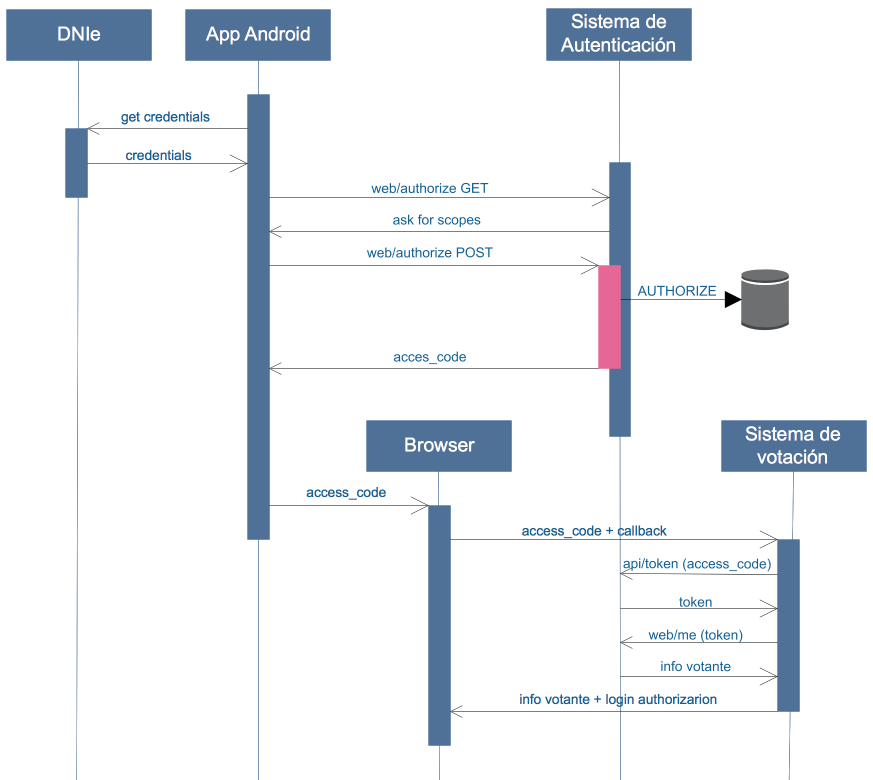 DNIe
App Android
Sistema de
Autenticación
get credentials
credentials
web/authorize GET
ask for scopes
web/authorize POST
AUTHORIZE
acces_code
Browser
Sistema de
votación
access_code
access_code + callback
api/token (access_code)
token
web/me (token)
info votante
info votante + login authorizarion